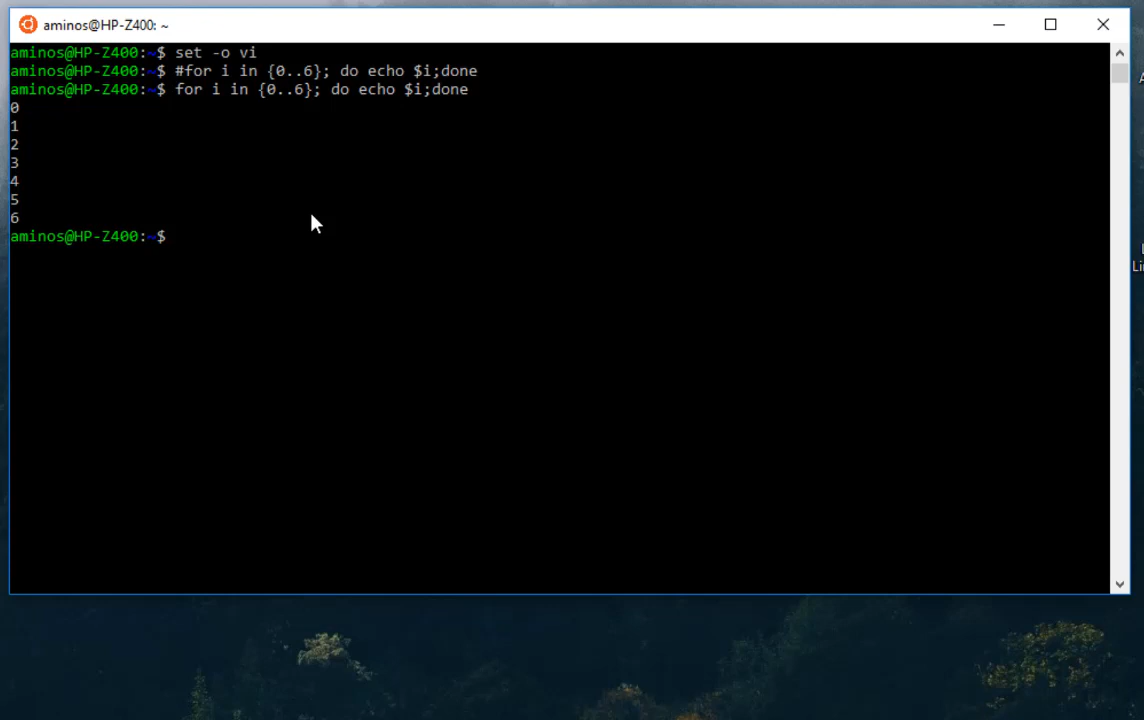 aminos@HP-Z400: ~
aminos@HP-Z400:~$ set -o vi
aminos@HP-Z400:~$ #for i in {0..6}; do echo $i;done
aminos@HP-Z400:~$ for i in {0..6}; do echo $i;done
0
1
2
3
4
5
6
aminos@HP-Z400:~$